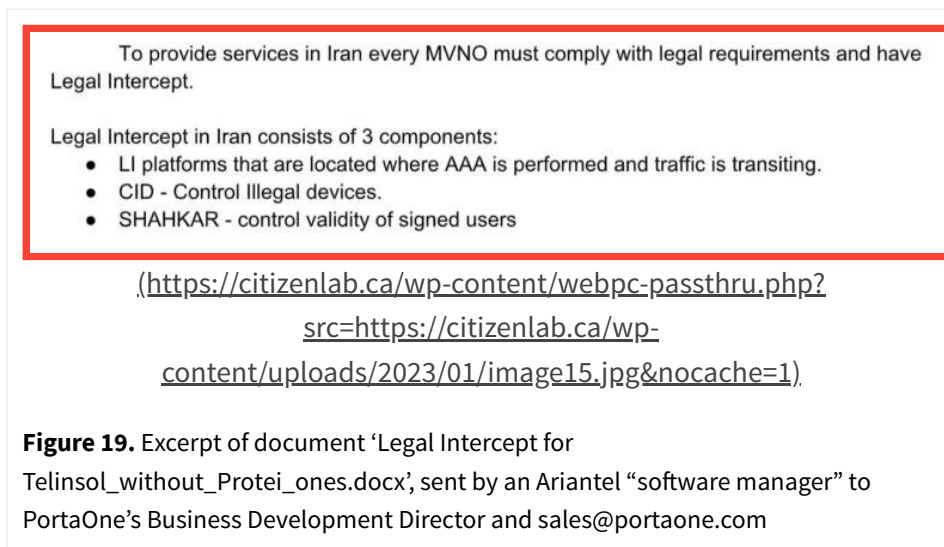 To provide services in Iran every MVNO must comply with legal requirements and have
Legal Intercept.
Legal Intercept in Iran consists of 3 components:
● LI platforms that are located where AAA is performed and traffic is transiting.
● CID - Control Illegal devices.
● SHAHKAR - control validity of signed users
(https://citizenlab.ca/wp-content/webpc-passthru.php?
src=https://citizenlab.ca/wp-
content/uploads/2023/01/image15.jpg&nocache=1)
Figure 19. Excerpt of document ‘Legal Intercept for
Telinsol_without_Protei_ones.docx’, sent by an Ariantel “software manager” to
PortaOne’s Business Development Director and sales@portaone.com